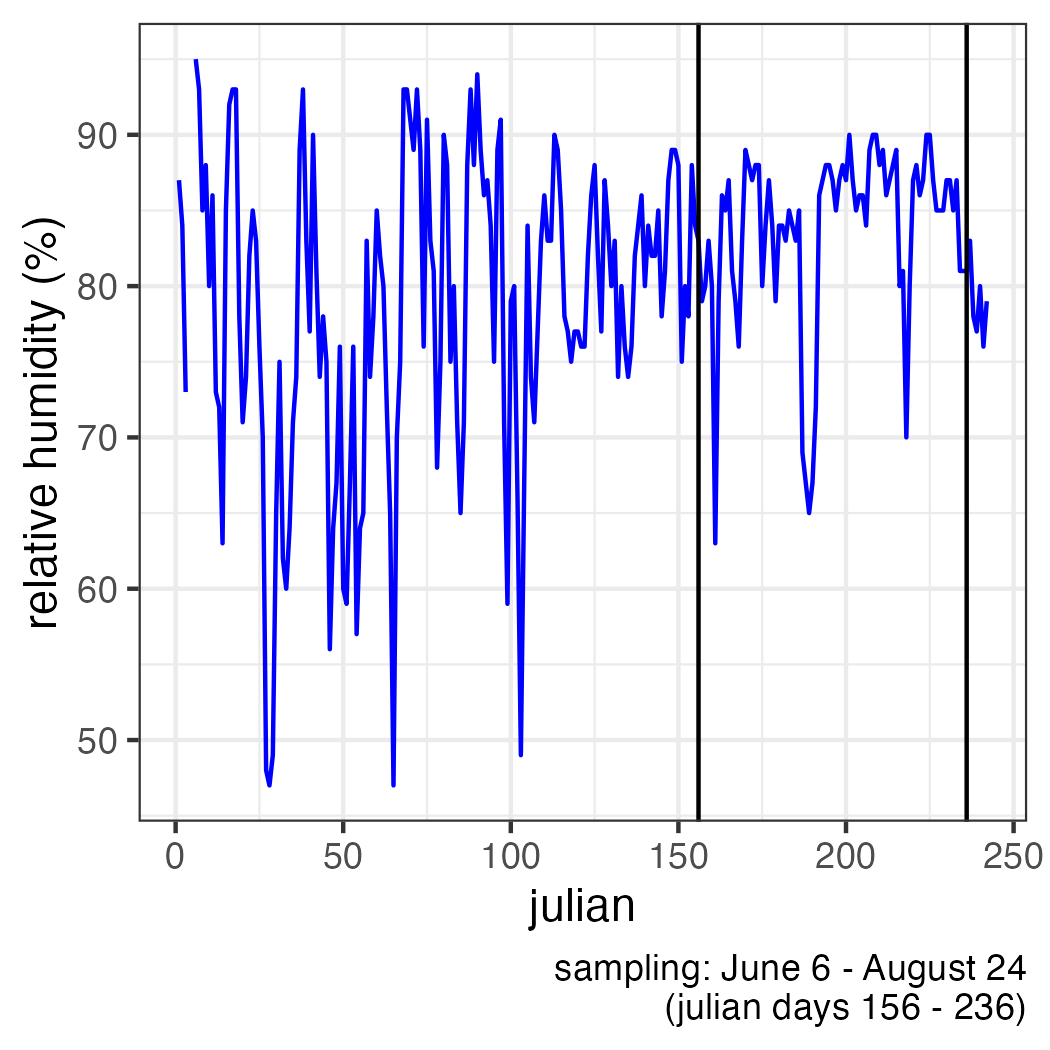 90
80
70
60
50
relative humidity (%)
0 50 100 150 200 250
julian
sampling: June 6 - August 24
(julian days 156 - 236)